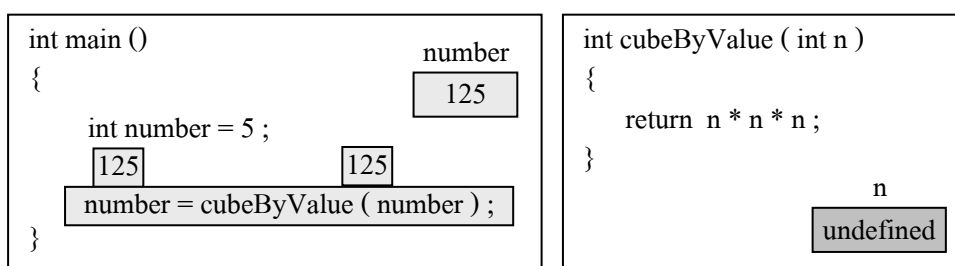 int main ()
{
number
125
int number = 5 ;
125 125
number = cubeByValue ( number ) ;
}
int cubeByValue ( int n )
{
return n * n * n ;
}
n
undefined